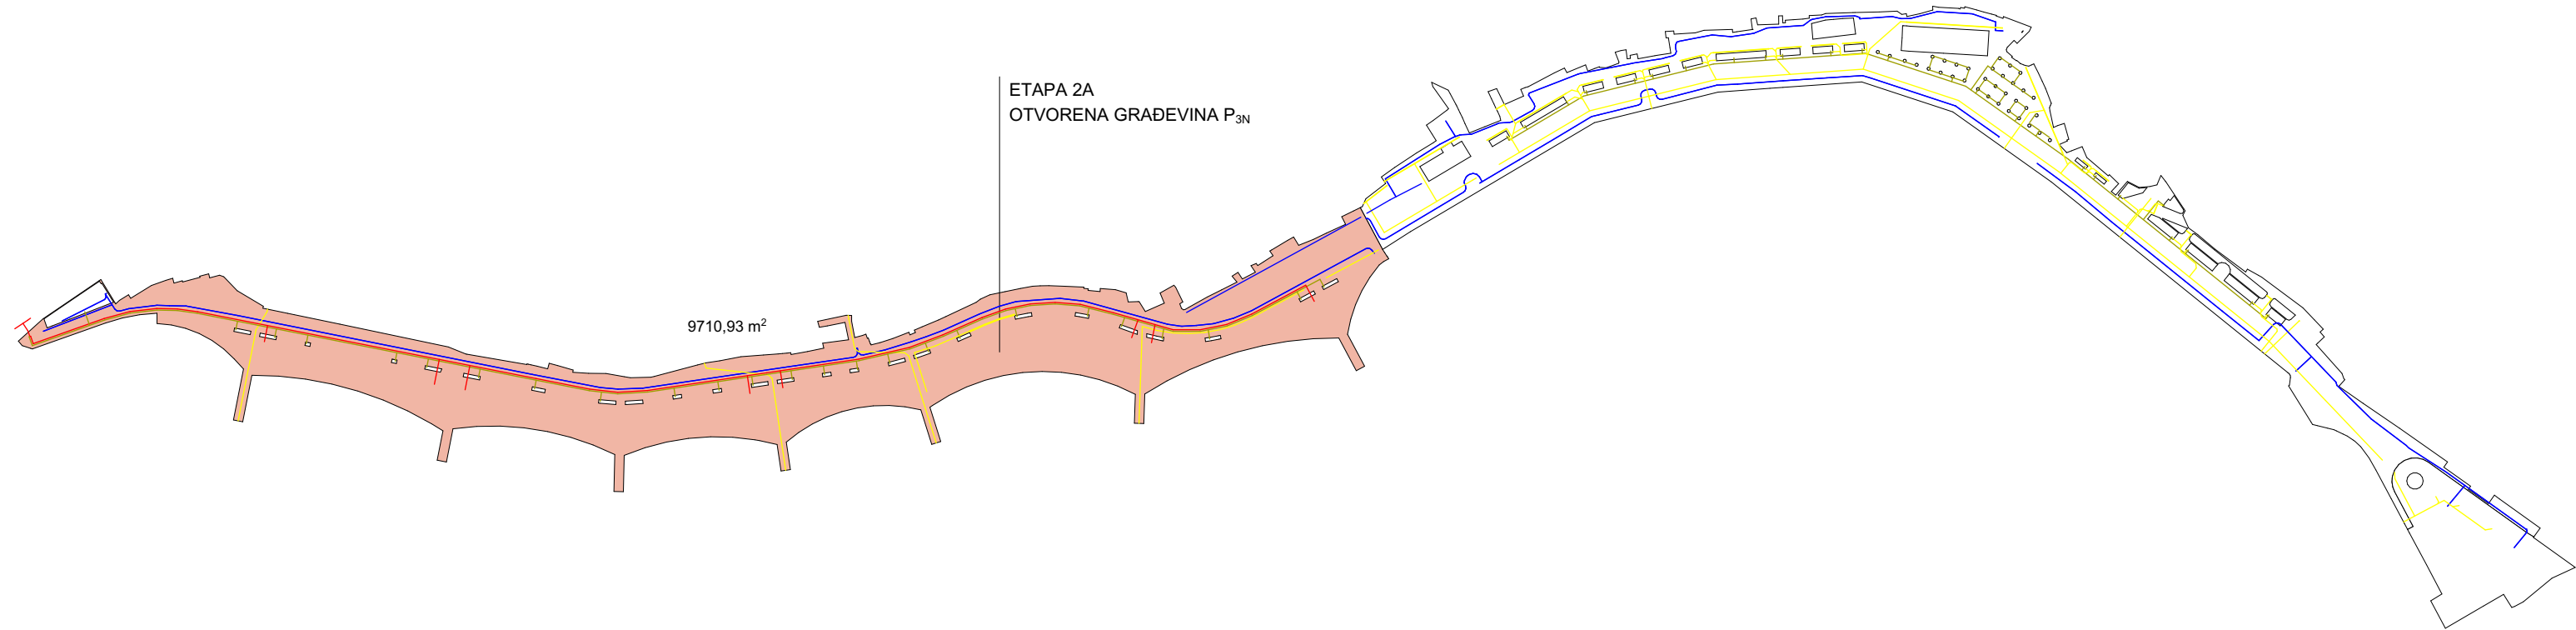 ETAPA 2A
OTVORENA GRAĐEVINA P₃N
9710,93 m²